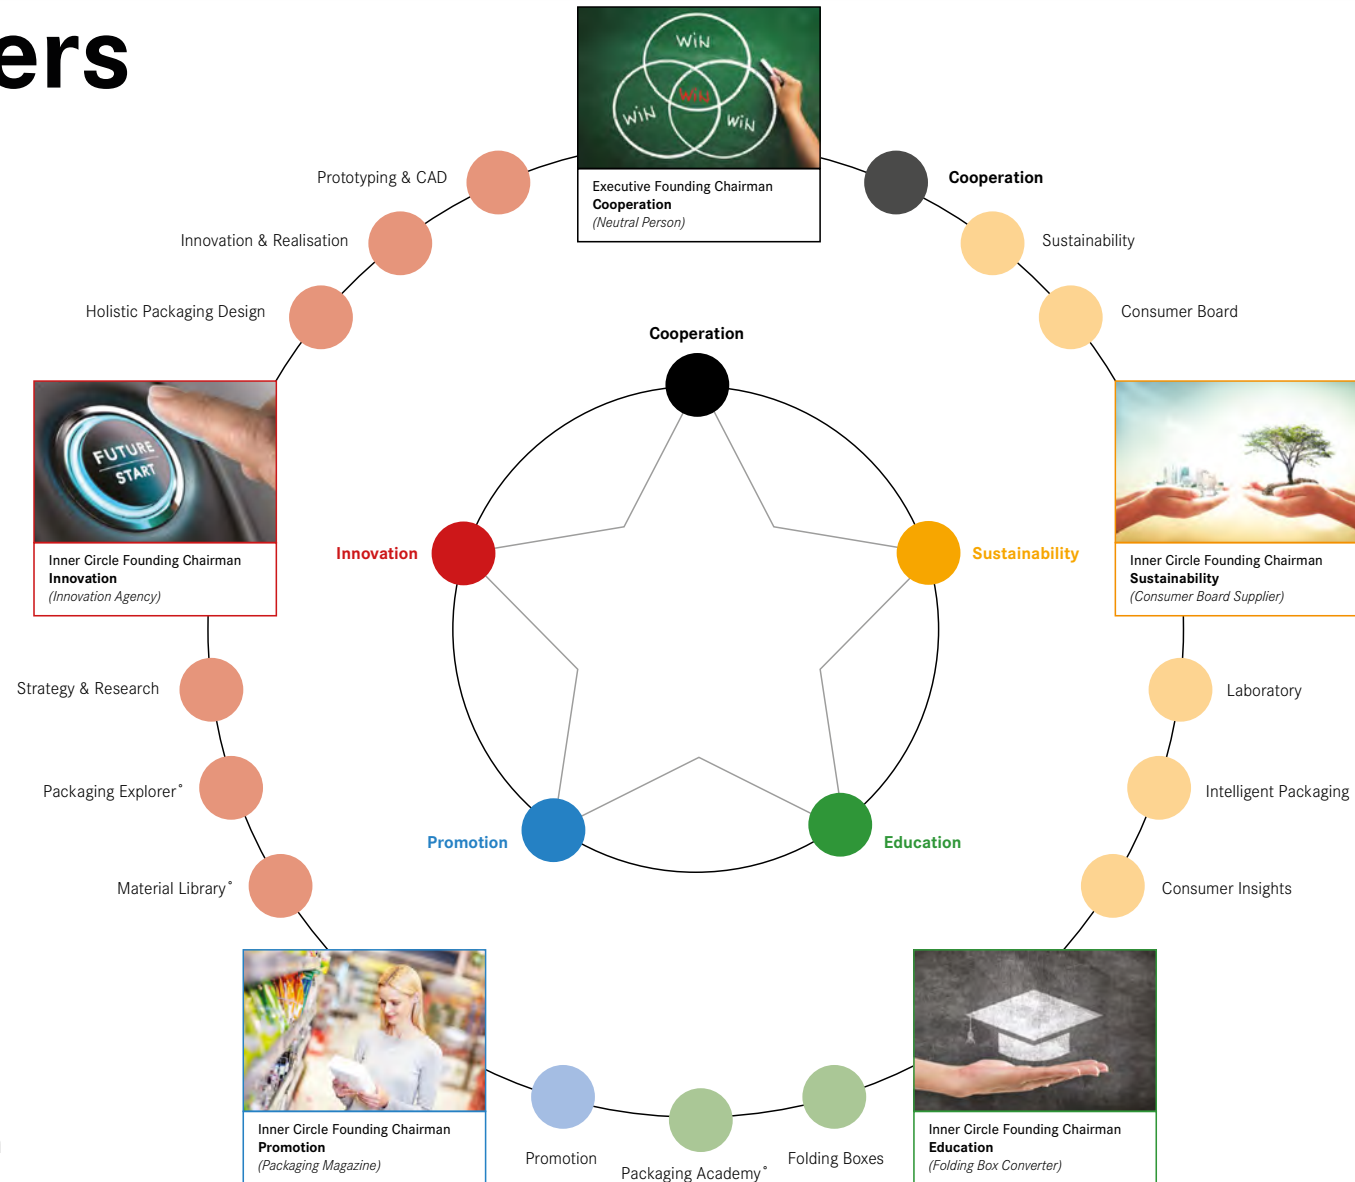 ers
WiN
WiN
WiN
WiN
Executive Founding Chairman
Cooperation
(Neutral Person)
Prototyping & CAD
Cooperation
Innovation & Realisation
Sustainability
Holistic Packaging Design
Consumer Board
Cooperation
FUTURE
START
Inner Circle Founding Chairman
Innovation
(Innovation Agency)
Innovation
Sustainability
Inner Circle Founding Chairman
Sustainability
(Consumer Board Supplier)
Strategy & Research
Laboratory
Packaging Explorer°
Intelligent Packaging
Promotion
Education
Material Library°
Consumer Insights
Inner Circle Founding Chairman
Promotion
(Packaging Magazine)
Promotion
Packaging Academy°
Folding Boxes
Inner Circle Founding Chairman
Education
(Folding Box Converter)